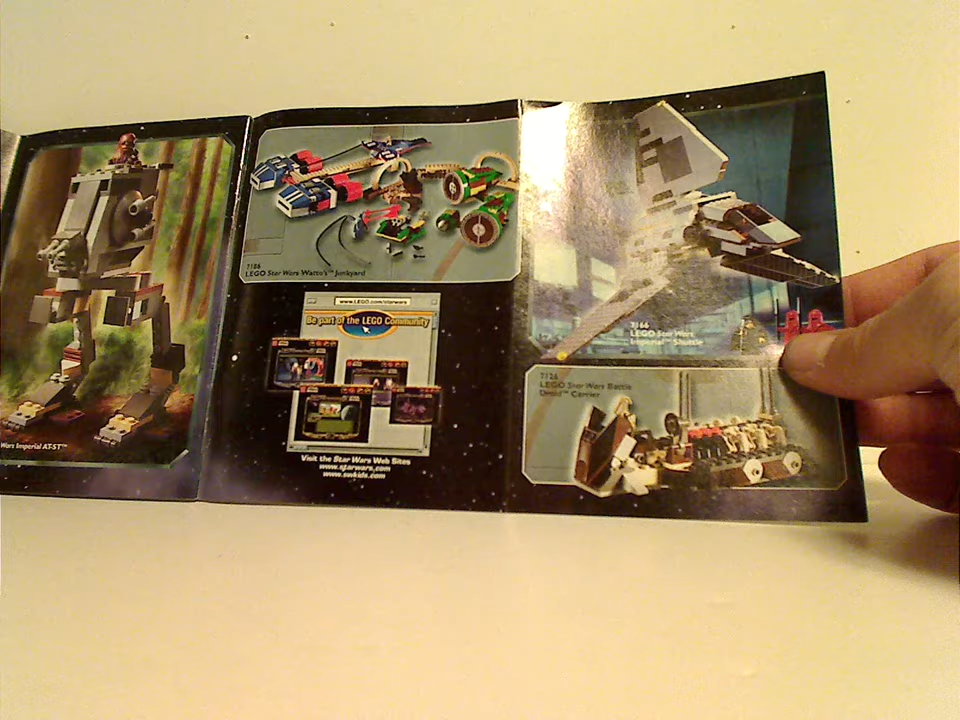 Wars Imperial AT-ST™
7186
LEGO Star Wars Watto's™ Junkyard
www.LEGO.com/starwars
Be part of the LEGO Community
Visit the Star Wars Web Sites
www.starwars.com
www.swkids.com
7166
LEGO Star Wars
Imperial™ Shuttle
7126
LEGO Star Wars Battle
Droid™ Carrier